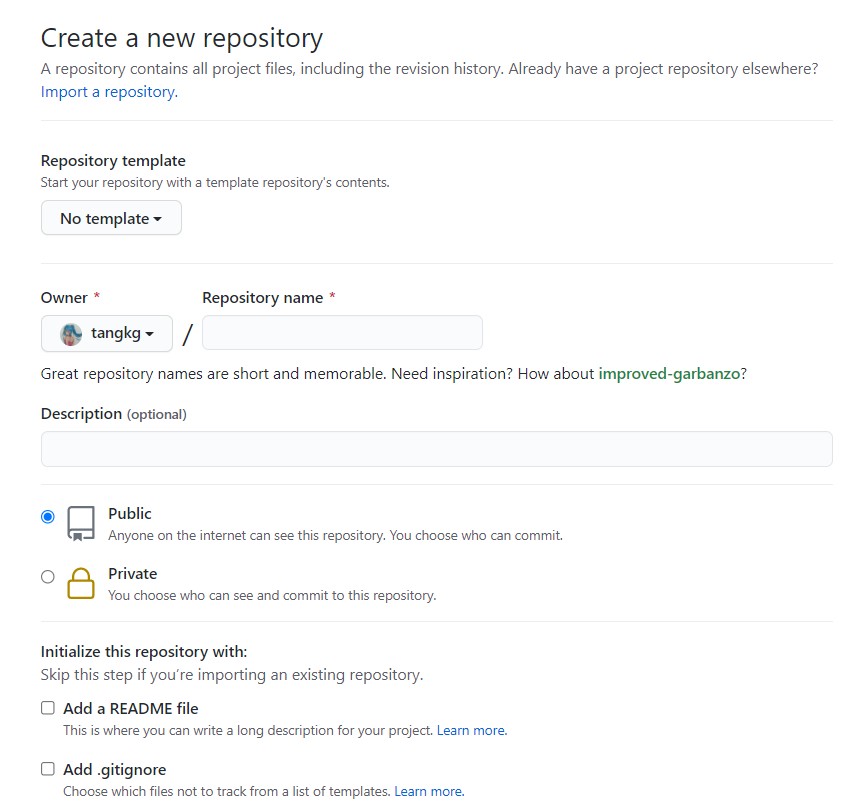 Create a new repository
A repository contains all project files, including the revision history. Already have a project repository elsewhere?
Import a repository.
Repository template
Start your repository with a template repository's contents.
No template
Owner * Repository name *
tangkg /
Great repository names are short and memorable. Need inspiration? How about improved-garbanzo?
Description (optional)
Public
Anyone on the internet can see this repository. You choose who can commit.
Private
You choose who can see and commit to this repository.
Initialize this repository with:
Skip this step if you’re importing an existing repository.
Add a README file
This is where you can write a long description for your project. Learn more.
Add .gitignore
Choose which files not to track from a list of templates. Learn more.